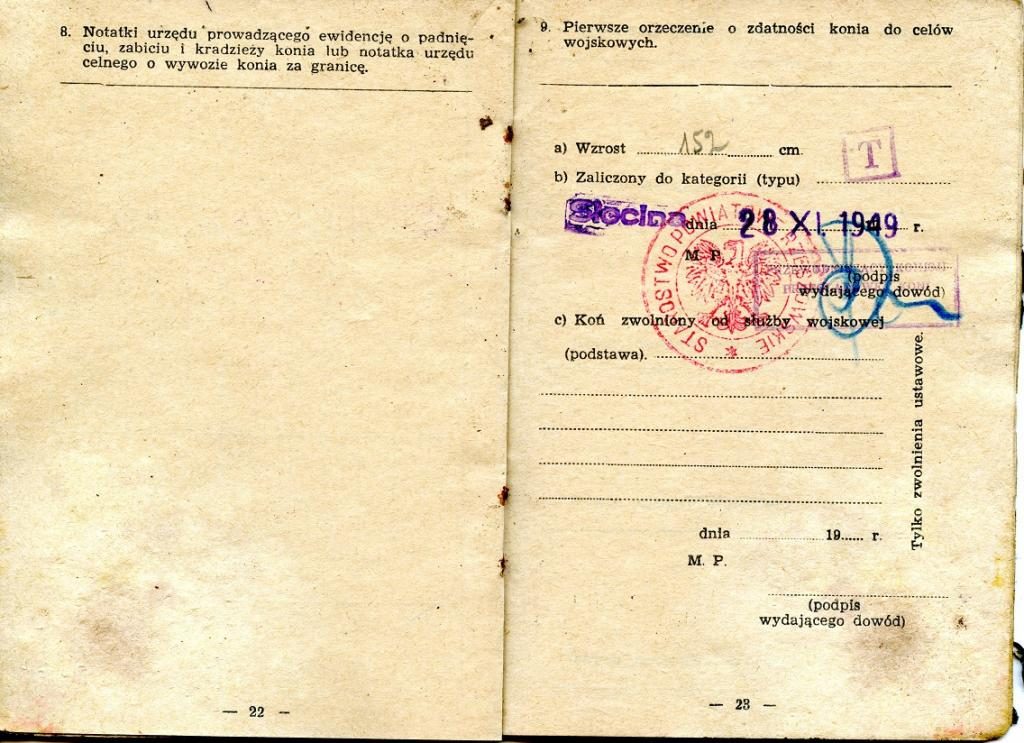 8. Notatki urzędu prowadzącego ewidencję o padnię-
ciu, zabiciu i kradzieży konia lub notatka urzędu
celnego o wywozie konia za granicę.
— 22 —
9. Pierwsze orzeczenie o zdatności konia do celów
wojskowych.
a) Wzrost 152 cm.
T
b) Zaliczony do kategorii (typu)
Słocina dnia 28 XI. 1949 r.
M. P.
STAROSTWO POWIATOWE RZESZOWSKIE
(podpis
wydającego dowód)
c) Koń zwolniony od służby wojskowej
(podstawa).
Tylko zwolnienia ustawowe.
dnia 19 r.
M. P.
(podpis
wydającego dowód)
— 23 —